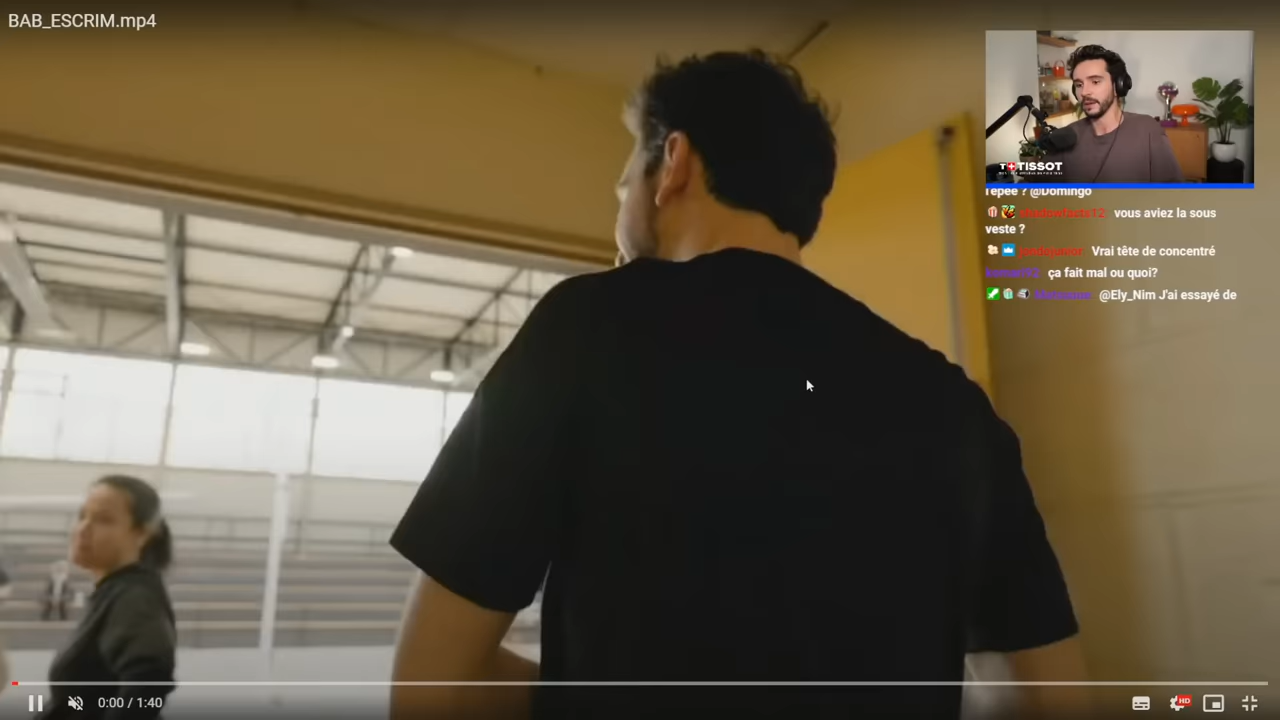 BAB_ESCRIM.mp4
T+TISSOT
l'épée ? @Domingo
vous aviez la sous
veste ?
Vrai tête de concentré
ça fait mal ou quoi?
@Ely_Nim J'ai essayé de
0:00 / 1:40
HD